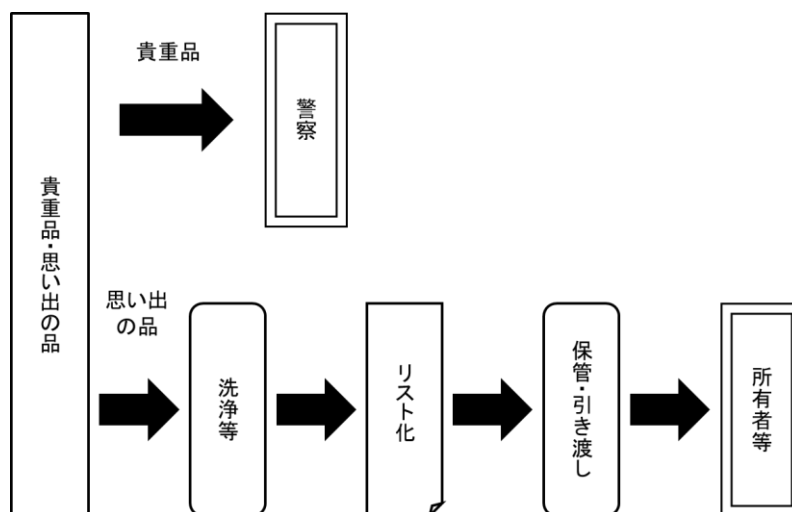 貴重品・思い出の品
貴重品
警察
思い出
の品
洗浄等
リスト化
保管・引き渡し
所有者等